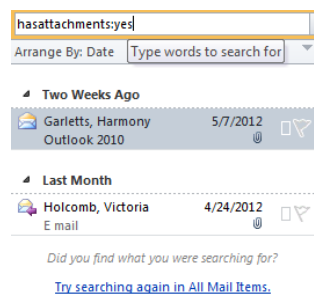 hasattachments:yes
Arrange By: Date Type words to search for
Two Weeks Ago
Garletts, Harmony 5/7/2012
Outlook 2010
Last Month
Holcomb, Victoria 4/24/2012
E mail
Did you find what you were searching for?
Try searching again in All Mail Items.